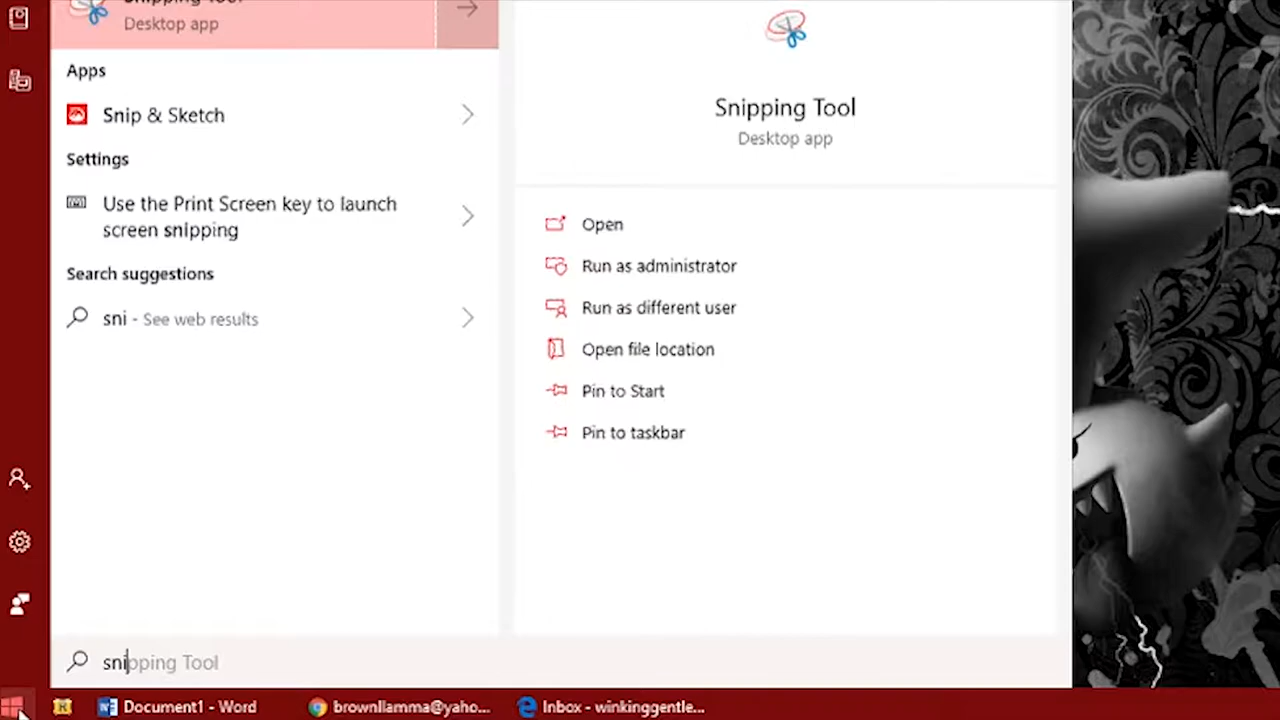 Snipping Tool
Desktop app
Apps
Snip & Sketch
Settings
Use the Print Screen key to launch
screen snipping
Search suggestions
sni - See web results
Snipping Tool
Desktop app
Open
Run as administrator
Run as different user
Open file location
Pin to Start
Pin to taskbar
snipping Tool
Document1 - Word
brownllamma@yaho...
Inbox - winkinggentle...